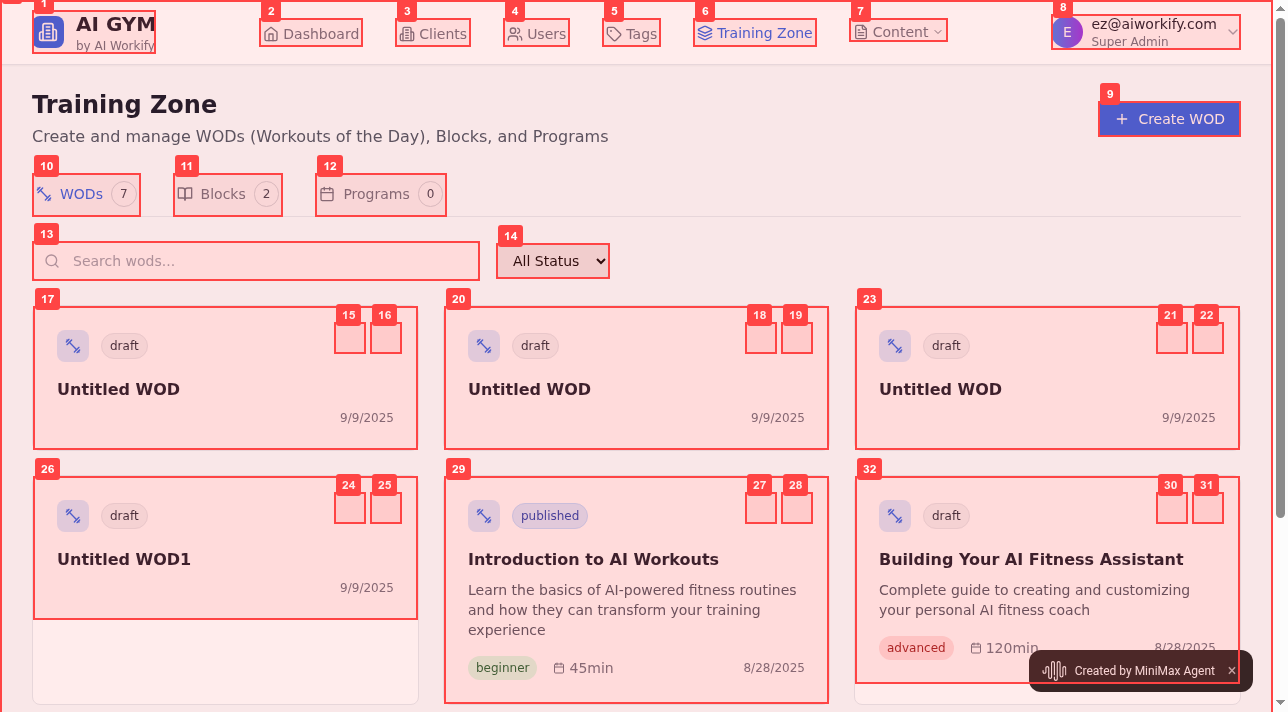 1
AI GYM
by AI Workify
2
Dashboard
3
Clients
4
Users
5
Tags
6
Training Zone
7
Content
8
E
ez@aiworkify.com
Super Admin
Training Zone
Create and manage WODs (Workouts of the Day), Blocks, and Programs
9
Create WOD
10
WODs 7
11
Blocks 2
12
Programs 0
13
Search wods...
14
All Status
17
15
16
draft
Untitled WOD
9/9/2025
20
18
19
draft
Untitled WOD
9/9/2025
23
21
22
draft
Untitled WOD
9/9/2025
26
24
25
draft
Untitled WOD1
9/9/2025
29
27
28
published
Introduction to AI Workouts
Learn the basics of AI-powered fitness routines
and how they can transform your training
experience
beginner 45min 8/28/2025
32
30
31
draft
Building Your AI Fitness Assistant
Complete guide to creating and customizing
your personal AI fitness coach
advanced 120min 8/28/2025
Created by MiniMax Agent ×